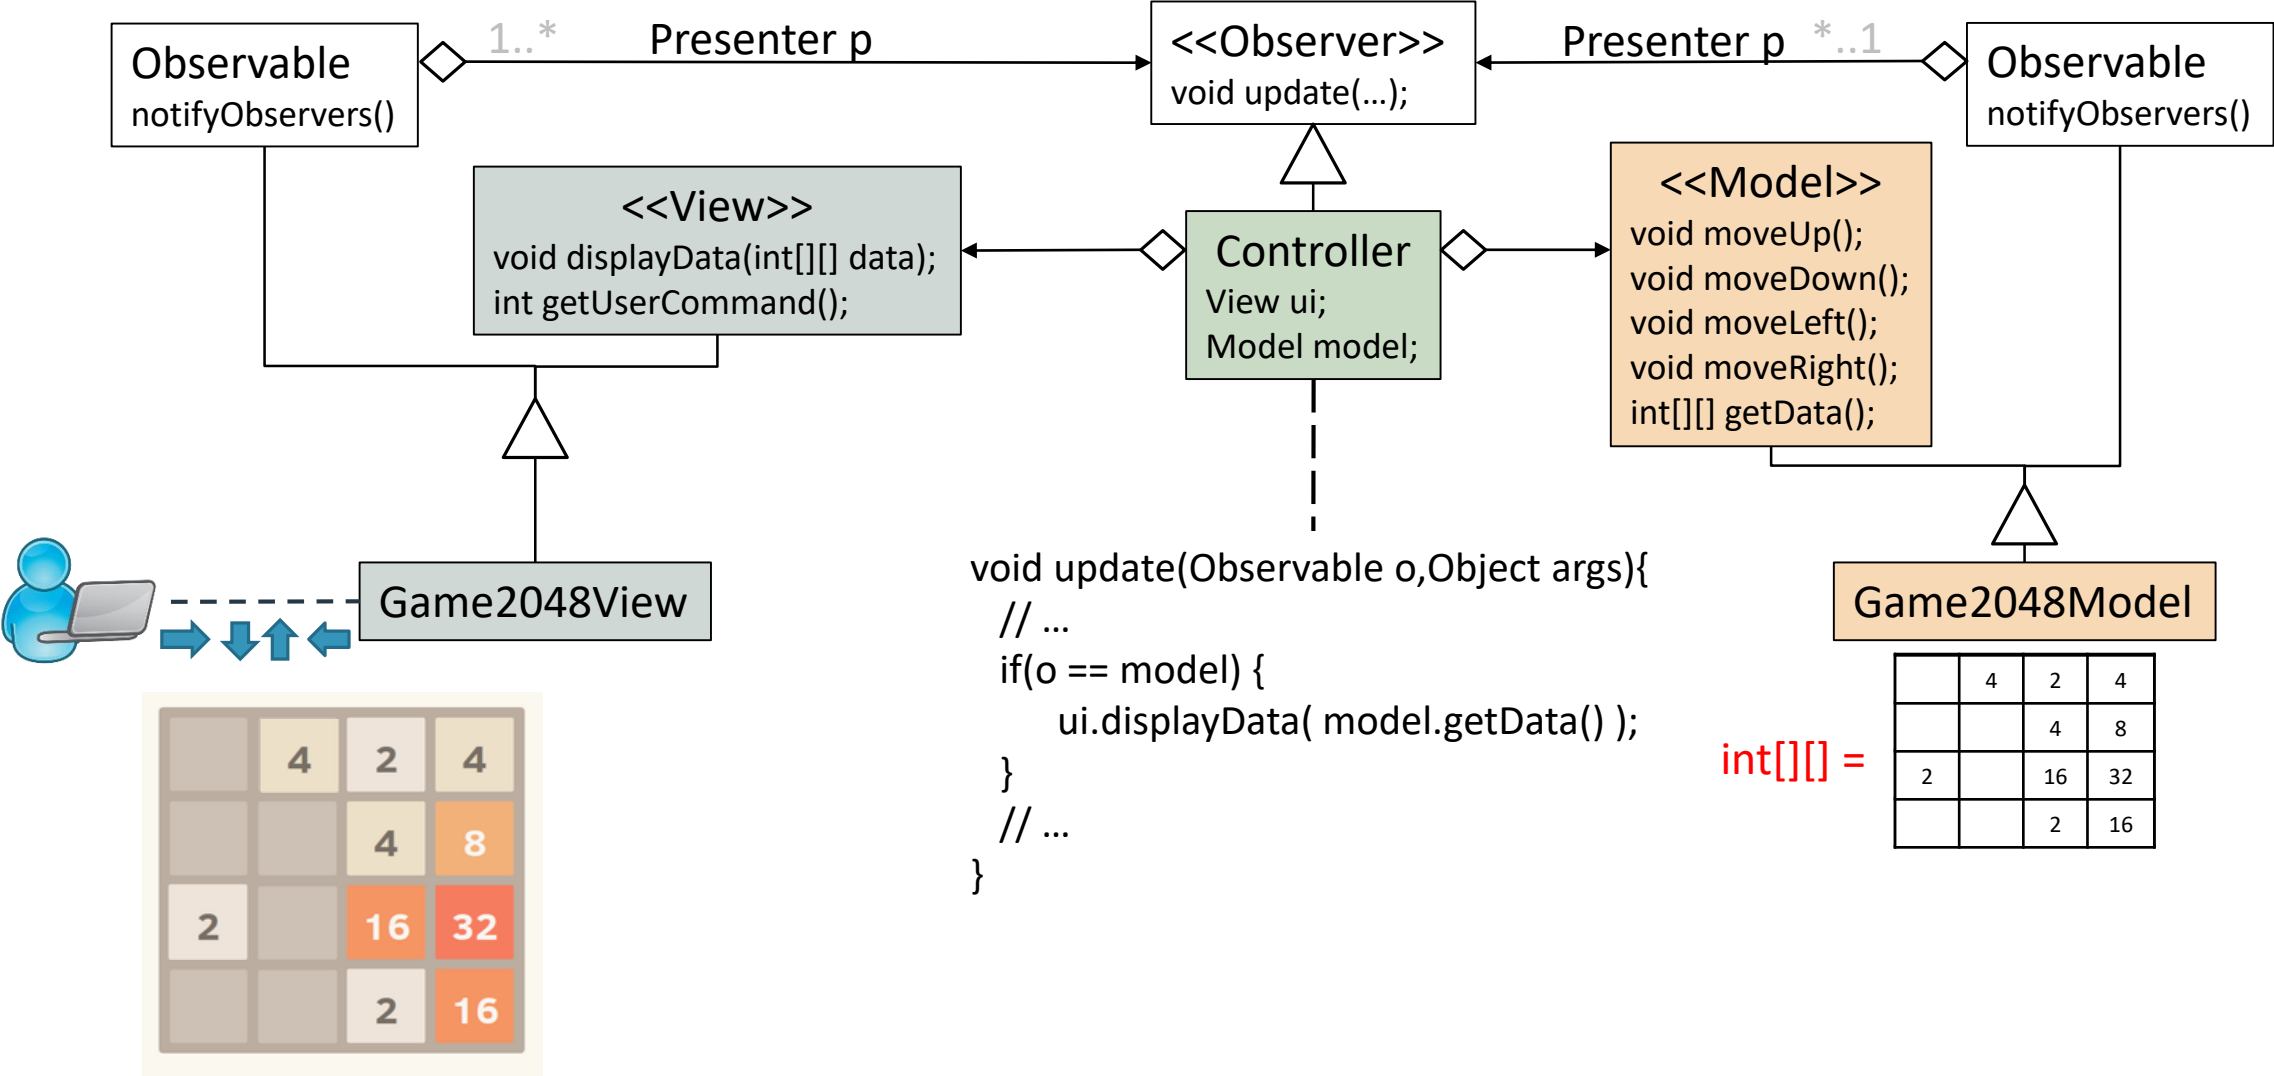 Observable
notifyObservers()
1..*
Presenter p
<<Observer>>
void update(...);
Presenter p
*..1
Observable
notifyObservers()
<<View>>
void displayData(int[][] data);
int getUserCommand();
Controller
View ui;
Model model;
<<Model>>
void moveUp();
void moveDown();
void moveLeft();
void moveRight();
int[][] getData();
Game2048View
void update(Observable o,Object args){
// ...
if(o == model) {
ui.displayData( model.getData() );
}
// ...
}
Game2048Model
int[][] =
4 2 4
4 8
2 16 32
2 16
4 2 4
4 8
2 16 32
2 16